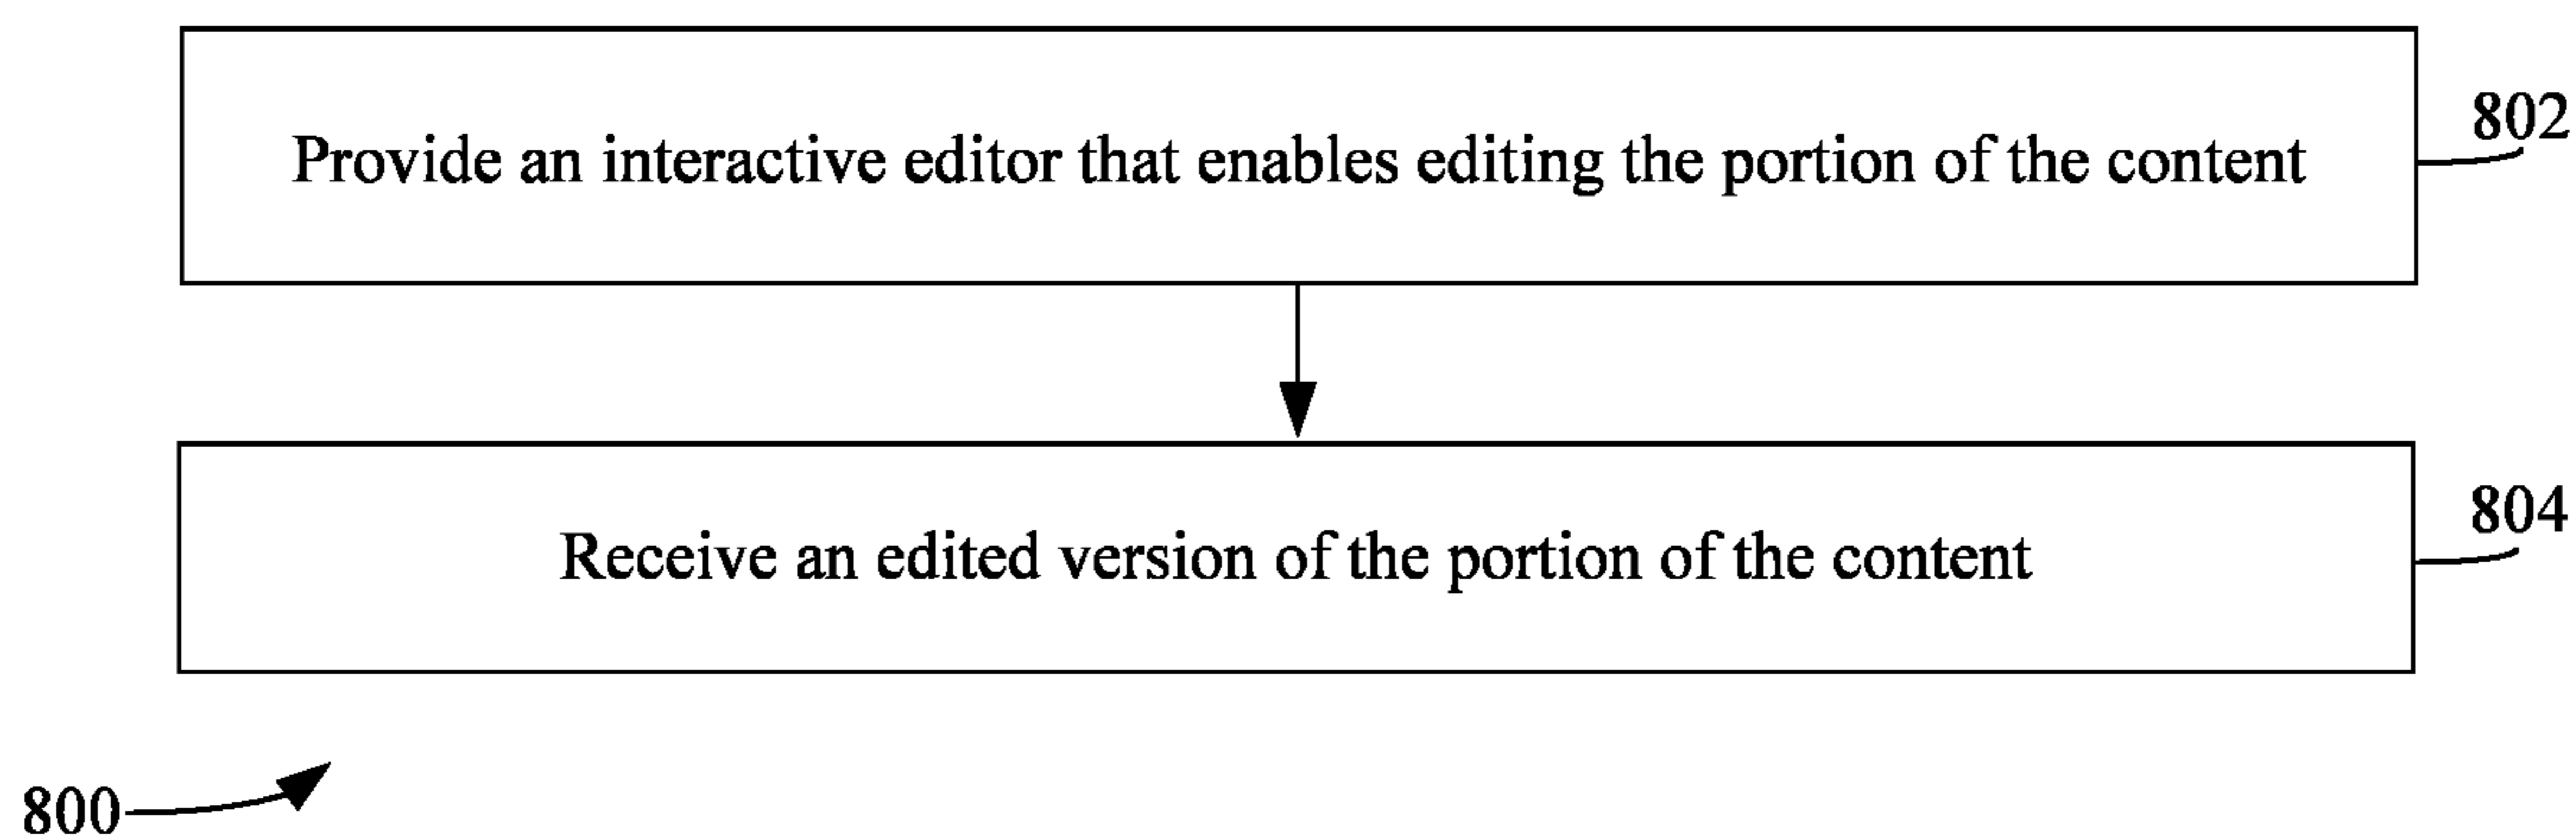 802
Provide an interactive editor that enables editing the portion of the content
804
Receive an edited version of the portion of the content
800